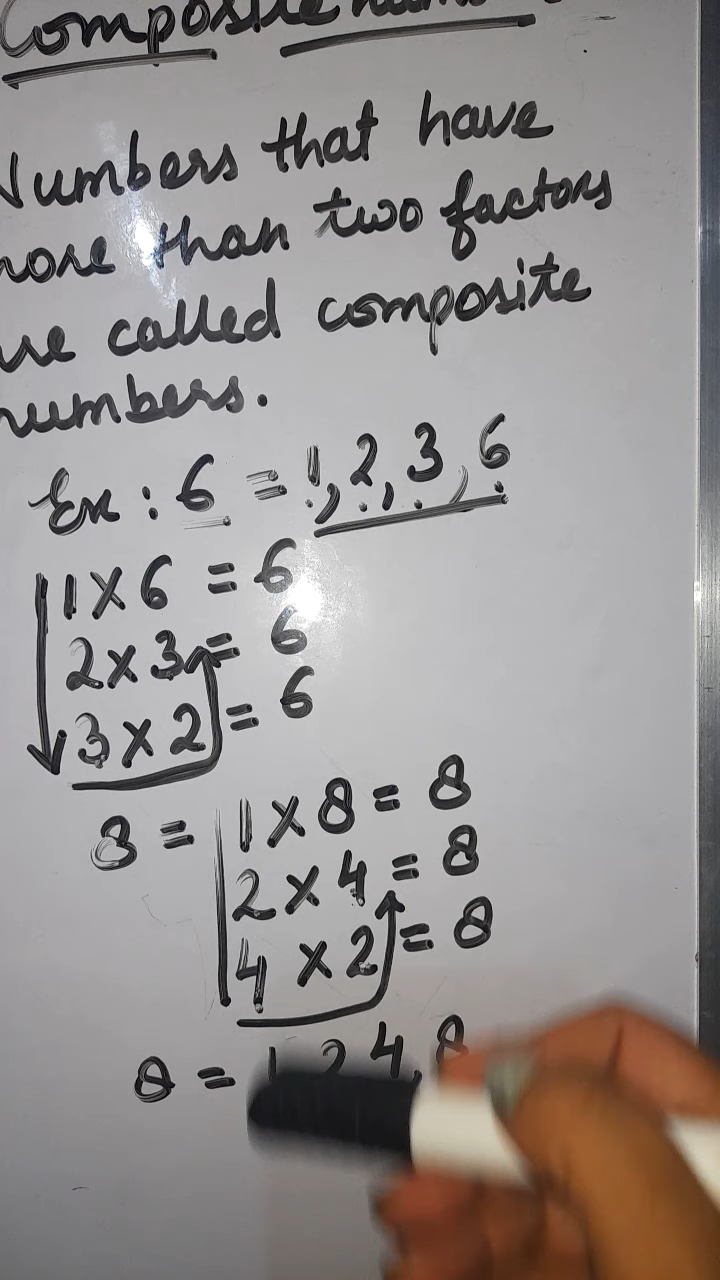 Composite
Numbers that have
more than two factors
are called composite
numbers.
Ex : 6 = 1, 2, 3, 6
1 x 6 = 6
2 x 3 = 6
3 x 2 = 6
8 = 1 x 8 = 8
2 x 4 = 8
4 x 2 = 8
8 = 1, 2, 4, 8